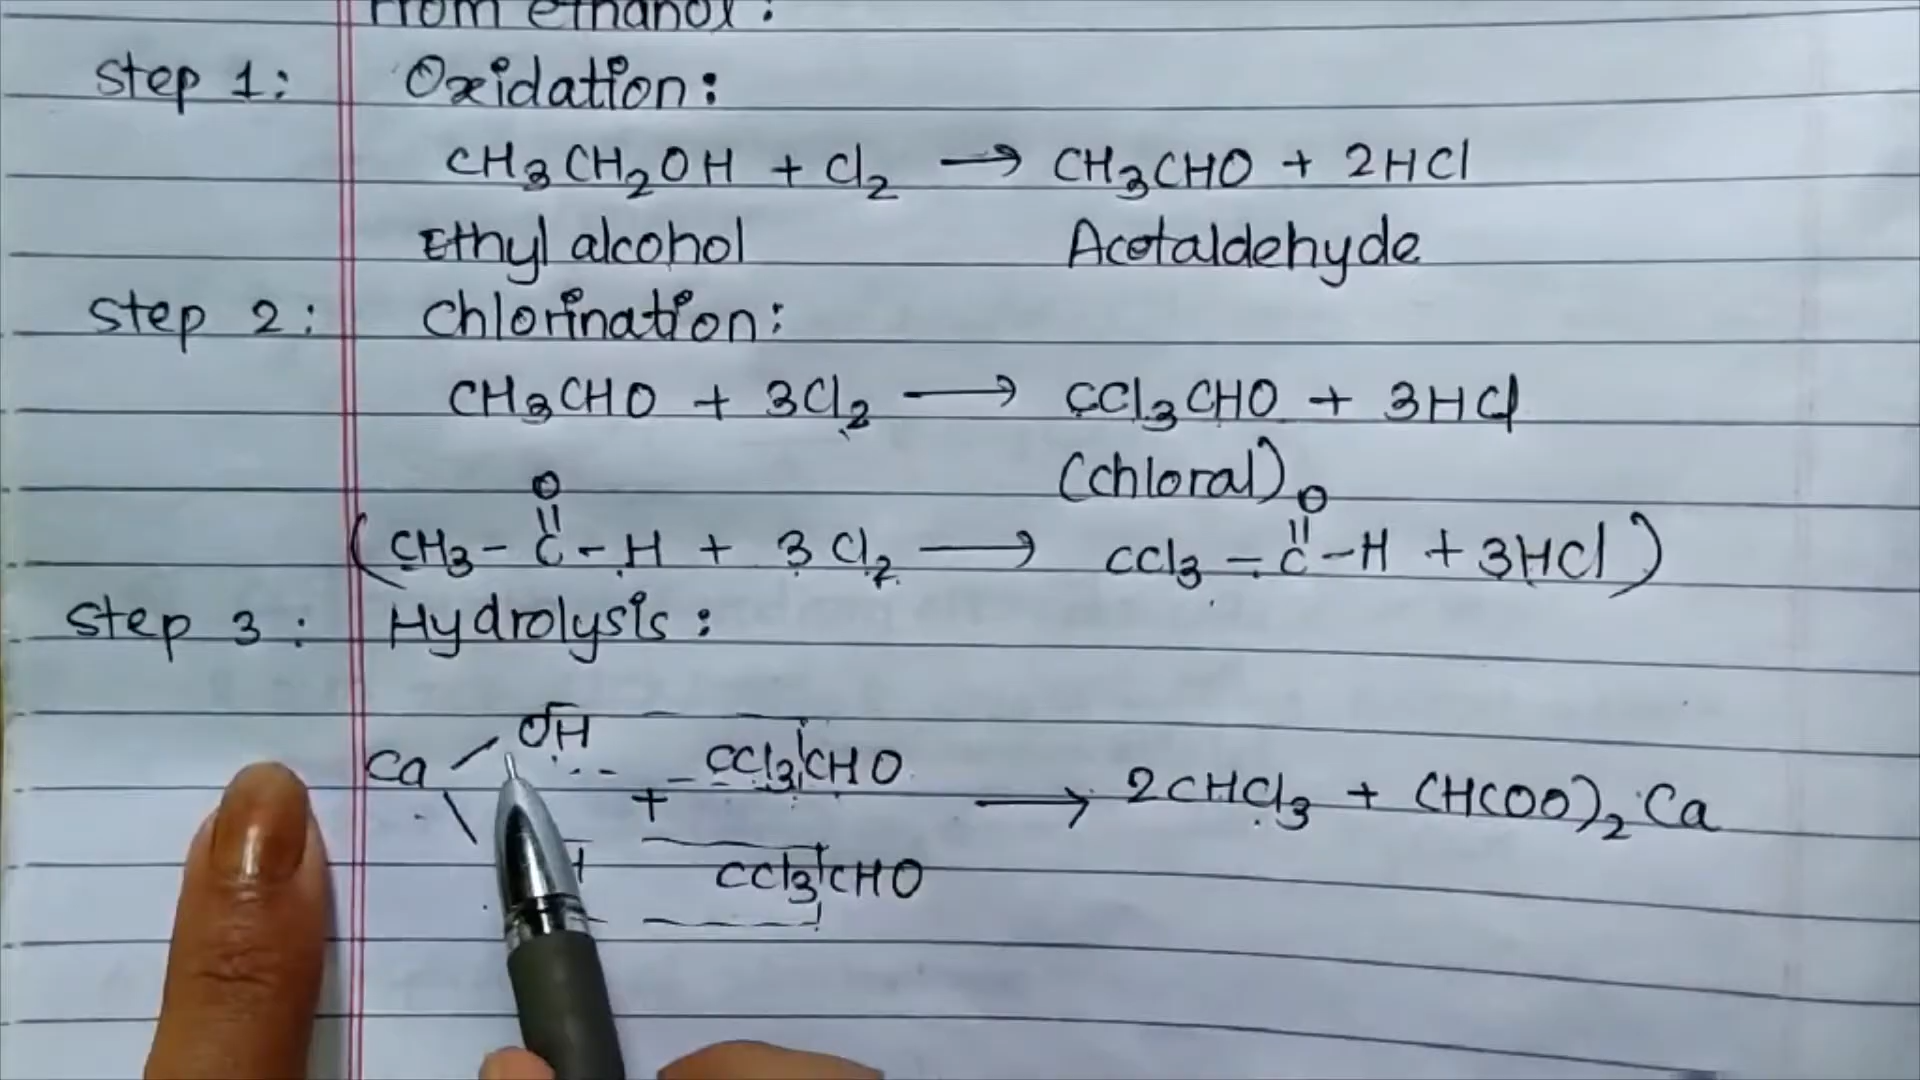 From ethanol:
Step 1: Oxidation:
CH₃CH₂OH + Cl₂ → CH₃CHO + 2HCl
Ethyl alcohol Acetaldehyde
Step 2: Chlorination:
CH₃CHO + 3Cl₂ → CCl₃CHO + 3HCl
(chloral)
O O
|| ||
(CH₃ - C - H + 3Cl₂ → CCl₃ - C - H + 3HCl)
Step 3: Hydrolysis:
Ca OH + CCl₃CHO → 2CHCl₃ + (HCOO)₂Ca
H CCl₃CHO